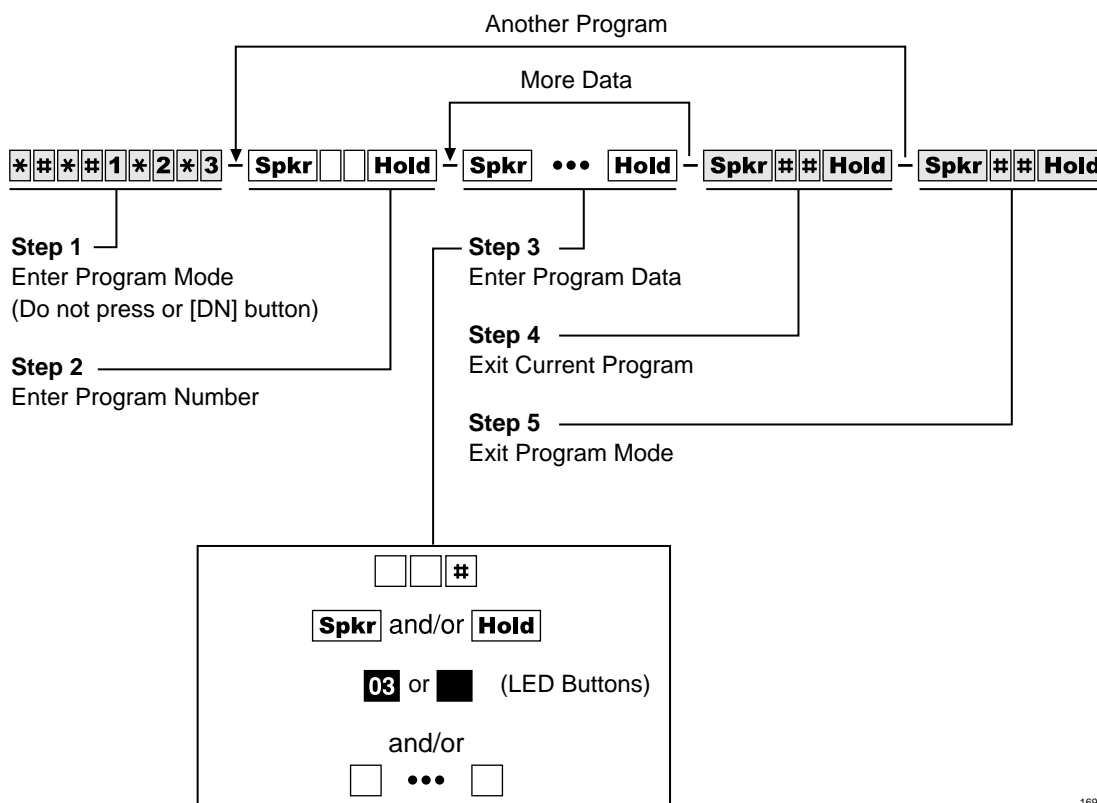 Another Program
More Data
*#*#1*2*3 – Spkr Hold – Spkr ••• Hold – Spkr ## Hold – Spkr ## Hold
Step 1
Enter Program Mode
(Do not press or [DN] button)
Step 2
Enter Program Number
Step 3
Enter Program Data
Step 4
Exit Current Program
Step 5
Exit Program Mode
#
Spkr and/or Hold
03 or (LED Buttons)
and/or
•••
169